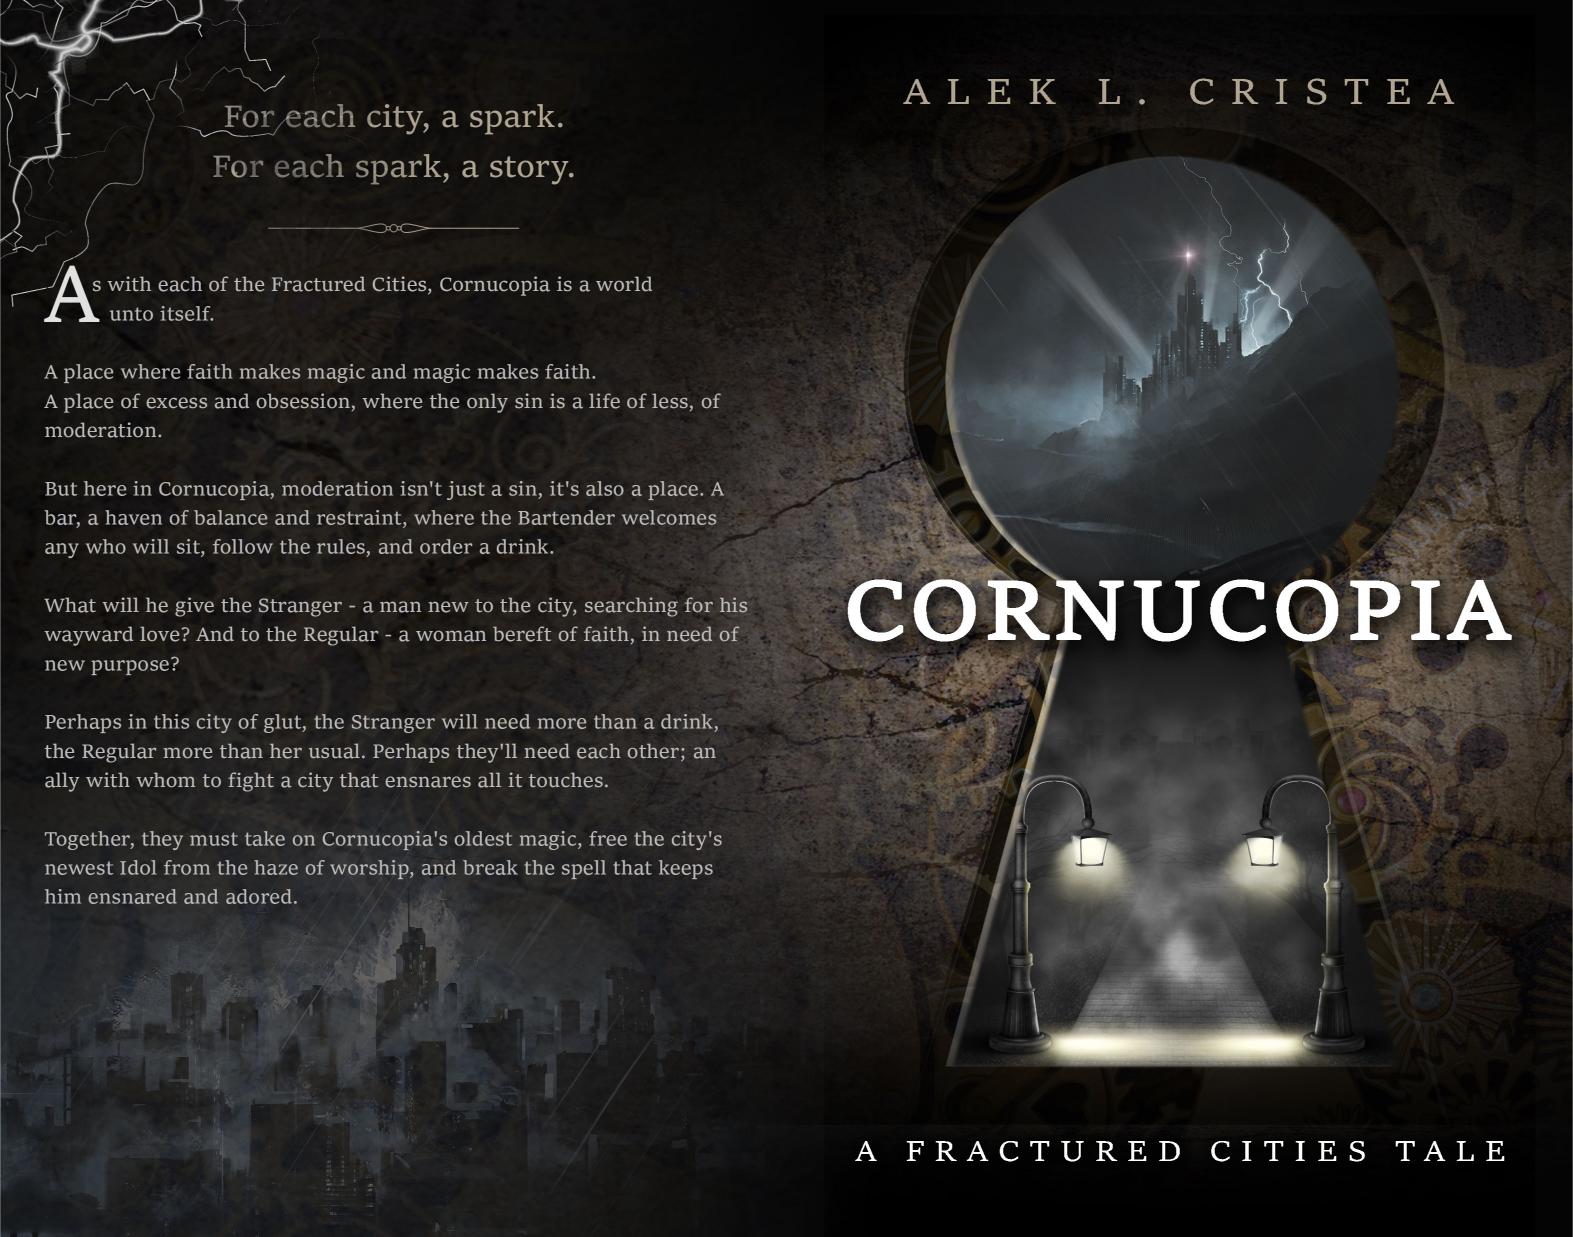 For each city, a spark.
For each spark, a story.
As with each of the Fractured Cities, Cornucopia is a world
unto itself.
A place where faith makes magic and magic makes faith.
A place of excess and obsession, where the only sin is a life of less, of
moderation.
But here in Cornucopia, moderation isn't just a sin, it's also a place. A
bar, a haven of balance and restraint, where the Bartender welcomes
any who will sit, follow the rules, and order a drink.
What will he give the Stranger - a man new to the city, searching for his
wayward love? And to the Regular - a woman bereft of faith, in need of
new purpose?
Perhaps in this city of glut, the Stranger will need more than a drink,
the Regular more than her usual. Perhaps they'll need each other; an
ally with whom to fight a city that ensnares all it touches.
Together, they must take on Cornucopia's oldest magic, free the city's
newest Idol from the haze of worship, and break the spell that keeps
him ensnared and adored.
ALEK L. CRISTEA
CORNUCOPIA
A FRACTURED CITIES TALE